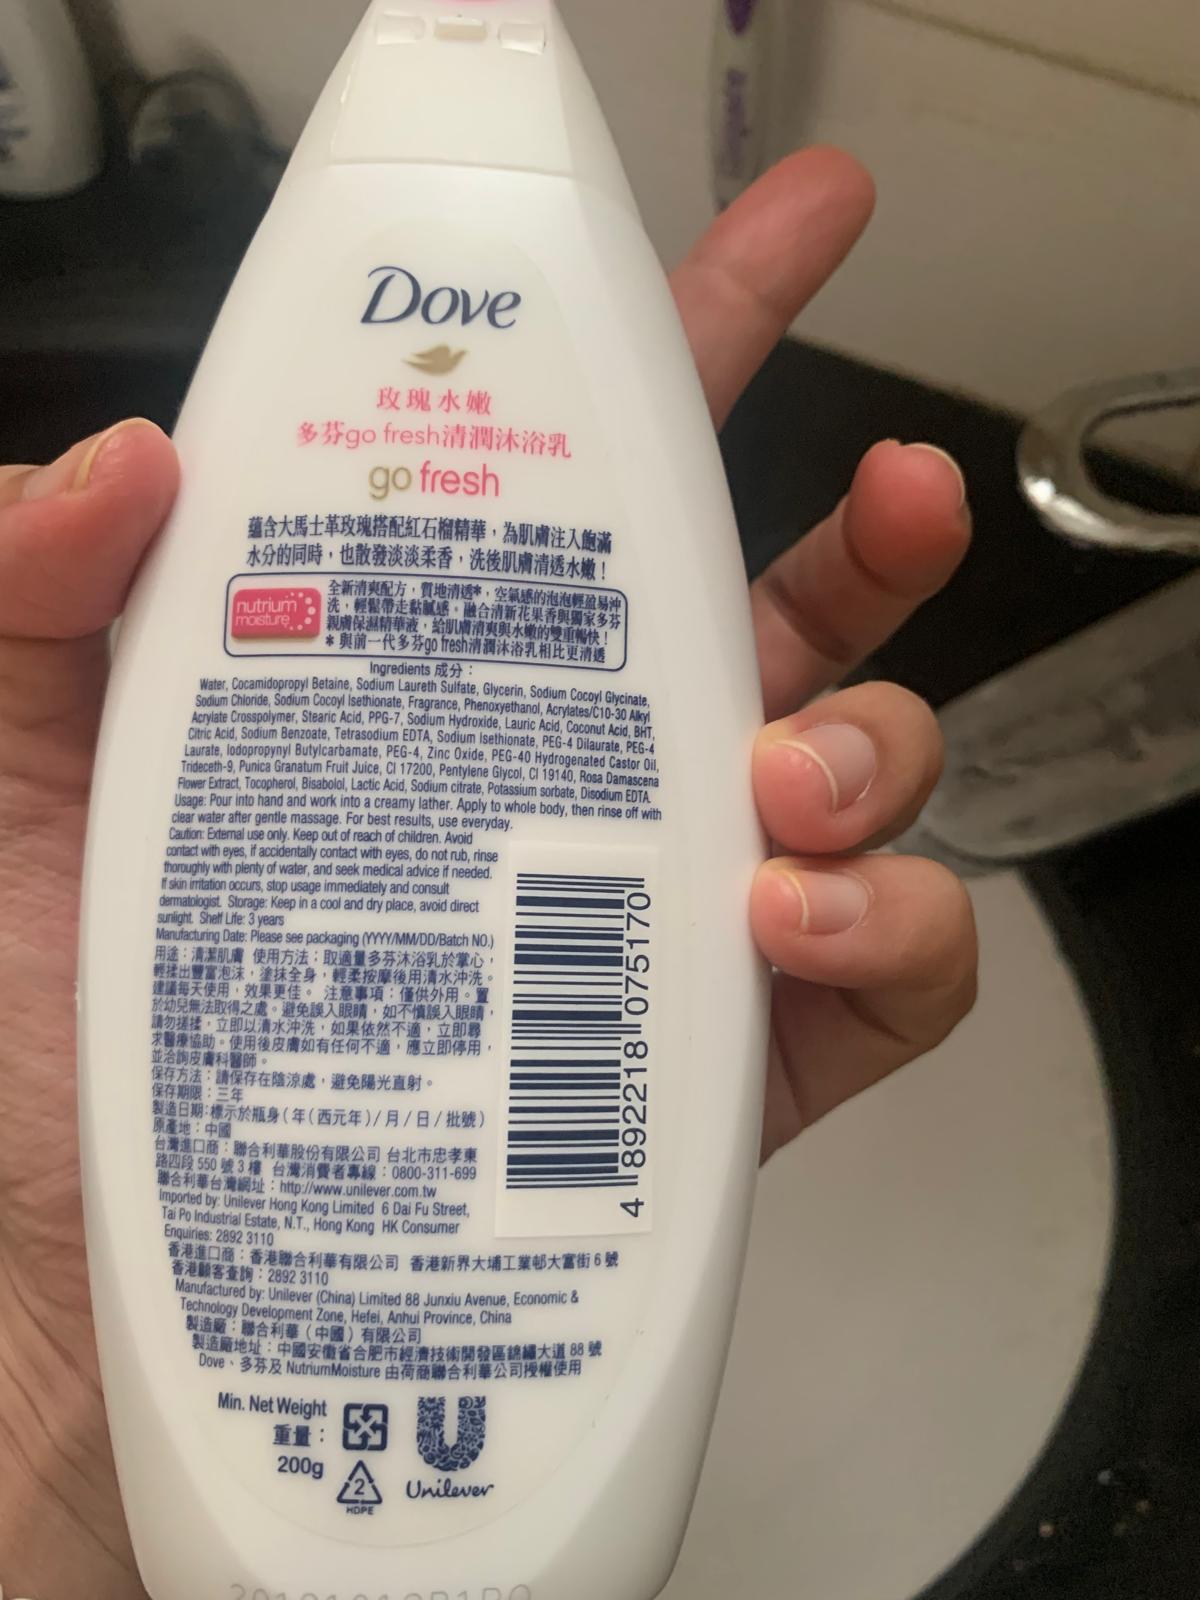 Dove
玫瑰水嫩
多芬go fresh清潤沐浴乳
go fresh
蘊含大馬士革玫瑰搭配紅石榴精華，為肌膚注入飽滿
水分的同時，也散發淡淡柔香，洗後肌膚清透水嫩！
nutrium
moisture
全新清爽配方，質地清透*，空氣感的泡泡輕盈易沖
洗，輕鬆帶走黏膩感。融合清新花果香與獨家多芬
親膚保濕精華液，給肌膚清爽與水嫩的雙重暢快！
* 與前一代多芬go fresh清潤沐浴乳相比更清透
Ingredients 成分：
Water, Cocamidopropyl Betaine, Sodium Laureth Sulfate, Glycerin, Sodium Cocoyl Glycinate,
Sodium Chloride, Sodium Cocoyl Isethionate, Fragrance, Phenoxyethanol, Acrylates/C10-30 Alkyl
Acrylate Crosspolymer, Stearic Acid, PPG-7, Sodium Hydroxide, Lauric Acid, Coconut Acid, BHT,
Citric Acid, Sodium Benzoate, Tetrasodium EDTA, Sodium Isethionate, PEG-4 Dilaurate, PEG-4
Laurate, Iodopropynyl Butylcarbamate, PEG-4, Zinc Oxide, PEG-40 Hydrogenated Castor Oil,
Trideceth-9, Punica Granatum Fruit Juice, CI 17200, Pentylene Glycol, CI 19140, Rosa Damascena
Flower Extract, Tocopherol, Bisabolol, Lactic Acid, Sodium citrate, Potassium sorbate, Disodium EDTA.
Usage: Pour into hand and work into a creamy lather. Apply to whole body, then rinse off with
clear water after gentle massage. For best results, use everyday.
Caution: External use only. Keep out of reach of children. Avoid
contact with eyes, if accidentally contact with eyes, do not rub, rinse
thoroughly with plenty of water, and seek medical advice if needed.
If skin irritation occurs, stop usage immediately and consult
dermatologist. Storage: Keep in a cool and dry place, avoid direct
sunlight. Shelf Life: 3 years
Manufacturing Date: Please see packaging (YYYY/MM/DD/Batch NO.)
用途：清潔肌膚 使用方法：取適量多芬沐浴乳於掌心，
輕揉出豐富泡沫，塗抹全身，輕柔按摩後用清水沖洗。
建議每天使用，效果更佳。 注意事項：僅供外用。置
於幼兒無法取得之處。避免誤入眼睛，如不慎誤入眼睛，
請勿搓揉，立即以清水沖洗，如果依然不適，立即尋
求醫療協助。使用後皮膚如有任何不適，應立即停用，
並洽詢皮膚科醫師。
保存方法：請保存在陰涼處，避免陽光直射。
保存期限：三年
製造日期：標示於瓶身（年（西元年）/ 月 / 日 / 批號）
原產地：中國
台灣進口商：聯合利華股份有限公司 台北市忠孝東
路四段 550 號 3 樓 台灣消費者專線：0800-311-699
聯合利華台灣網址：http://www.unilever.com.tw
Imported by: Unilever Hong Kong Limited 6 Dai Fu Street,
Tai Po Industrial Estate, N.T., Hong Kong HK Consumer
Enquiries: 2892 3110
香港進口商：香港聯合利華有限公司 香港新界大埔工業邨大富街 6 號
香港顧客查詢：2892 3110
Manufactured by: Unilever (China) Limited 88 Junxiu Avenue, Economic &
Technology Development Zone, Hefei, Anhui Province, China
製造廠：聯合利華（中國）有限公司
製造廠地址：中國安徽省合肥市經濟技術開發區錦繡大道 88 號
Dove、多芬及 NutriumMoisture 由荷商聯合利華公司授權使用
4 892218 075170
Min. Net Weight
重量：
200g
2
HDPE
Unilever